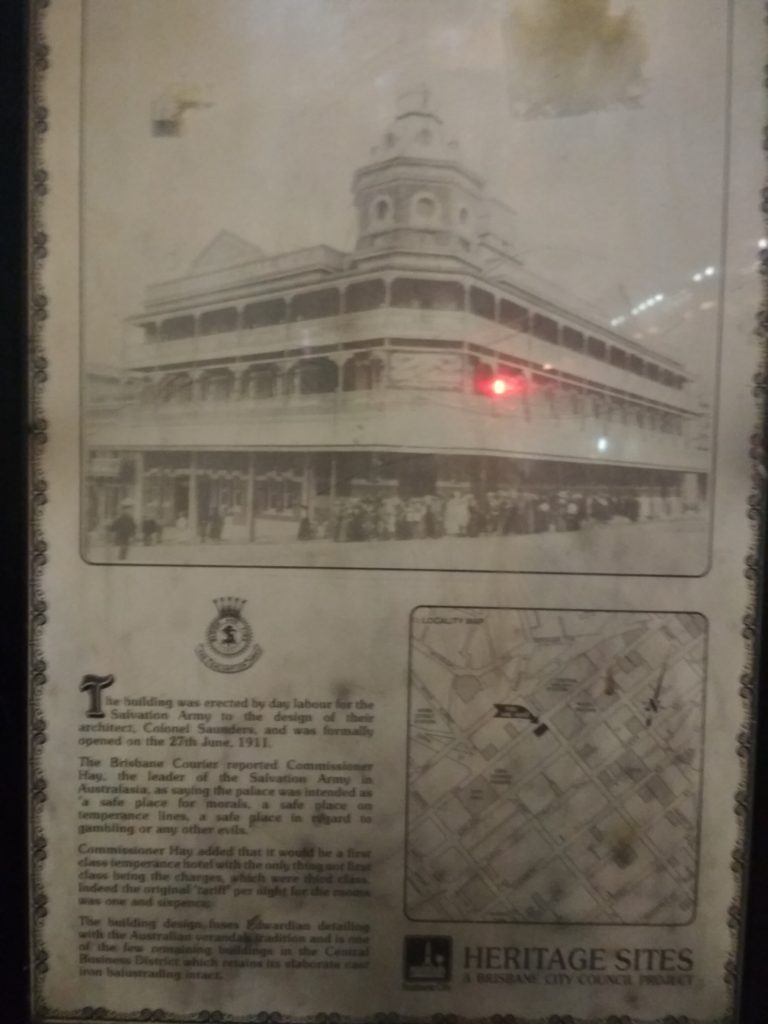 The building was erected by day labour for the
Salvation Army to the design of their
architect, Colonel Saunders, and was formally
opened on the 27th June, 1911.
The Brisbane Courier reported Commissioner
Hay, the leader of the Salvation Army in
Australasia, as saying the palace was intended as
'a safe place for morals, a safe place on
temperance lines, a safe place in regard to
gambling or any other evils.'
Commissioner Hay added that it would be a first
class temperance hotel with the only thing not first
class being the charges, which were third class.
Indeed the original 'tariff' per night for the rooms
was one and sixpence.
The building design fuses Edwardian detailing
with the Australian verandah tradition and is one
of the few remaining buildings in the Central
Business District which retains its elaborate cast
iron balustrading intact.
LOCALITY MAP
HERITAGE SITES
A BRISBANE CITY COUNCIL PROJECT